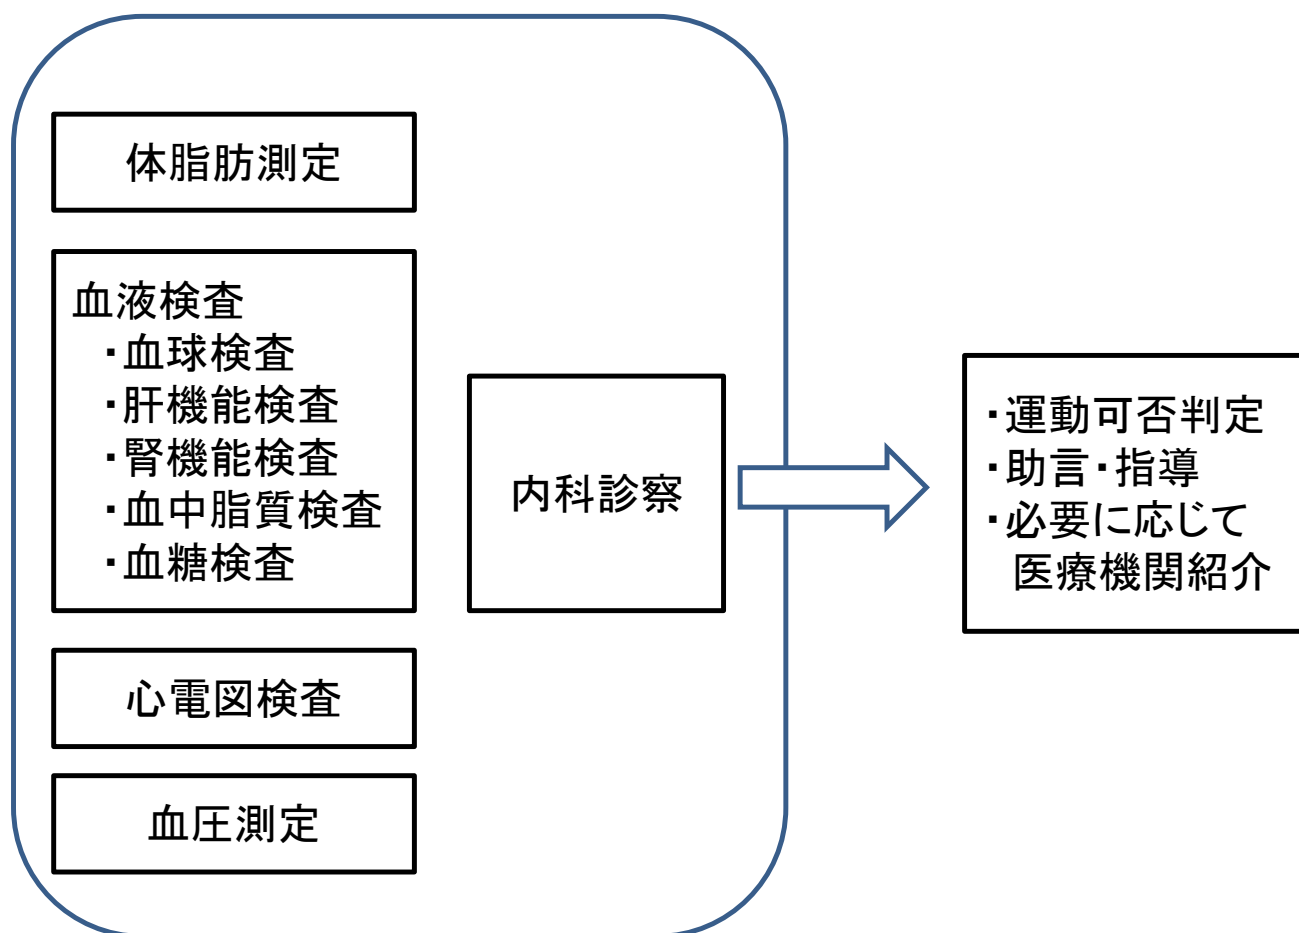 体脂肪測定
血液検査
・血球検査
・肝機能検査
・腎機能検査
・血中脂質検査
・血糖検査
心電図検査
血圧測定
内科診察
・運動可否判定
・助言・指導
・必要に応じて
医療機関紹介